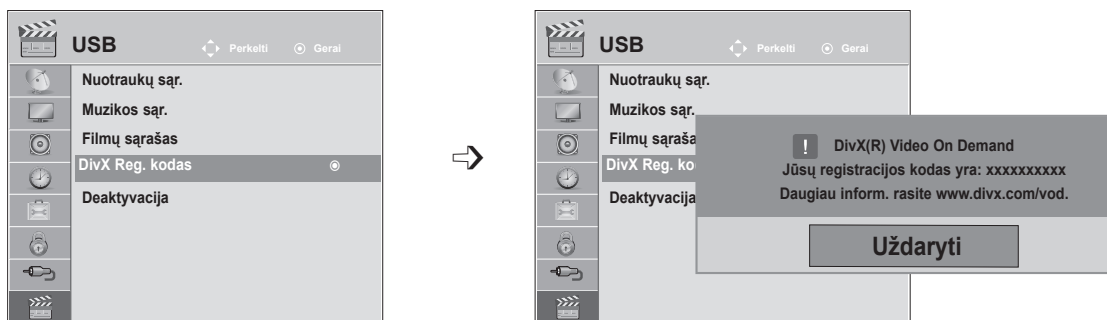 USB
Perkelti
Gerai
Nuotraukų sąr.
Muzikos sąr.
Filmų sąrašas
DivX Reg. kodas
Deaktyvacija
USB
Perkelti
Gerai
Nuotraukų sąr.
Muzikos sąr.
Filmų sąraša
DivX Reg. ko
Deaktyvacija
! DivX(R) Video On Demand
Jūsų registracijos kodas yra: xxxxxxxxxx
Daugiau inform. rasite www.divx.com/vod.
Uždaryti